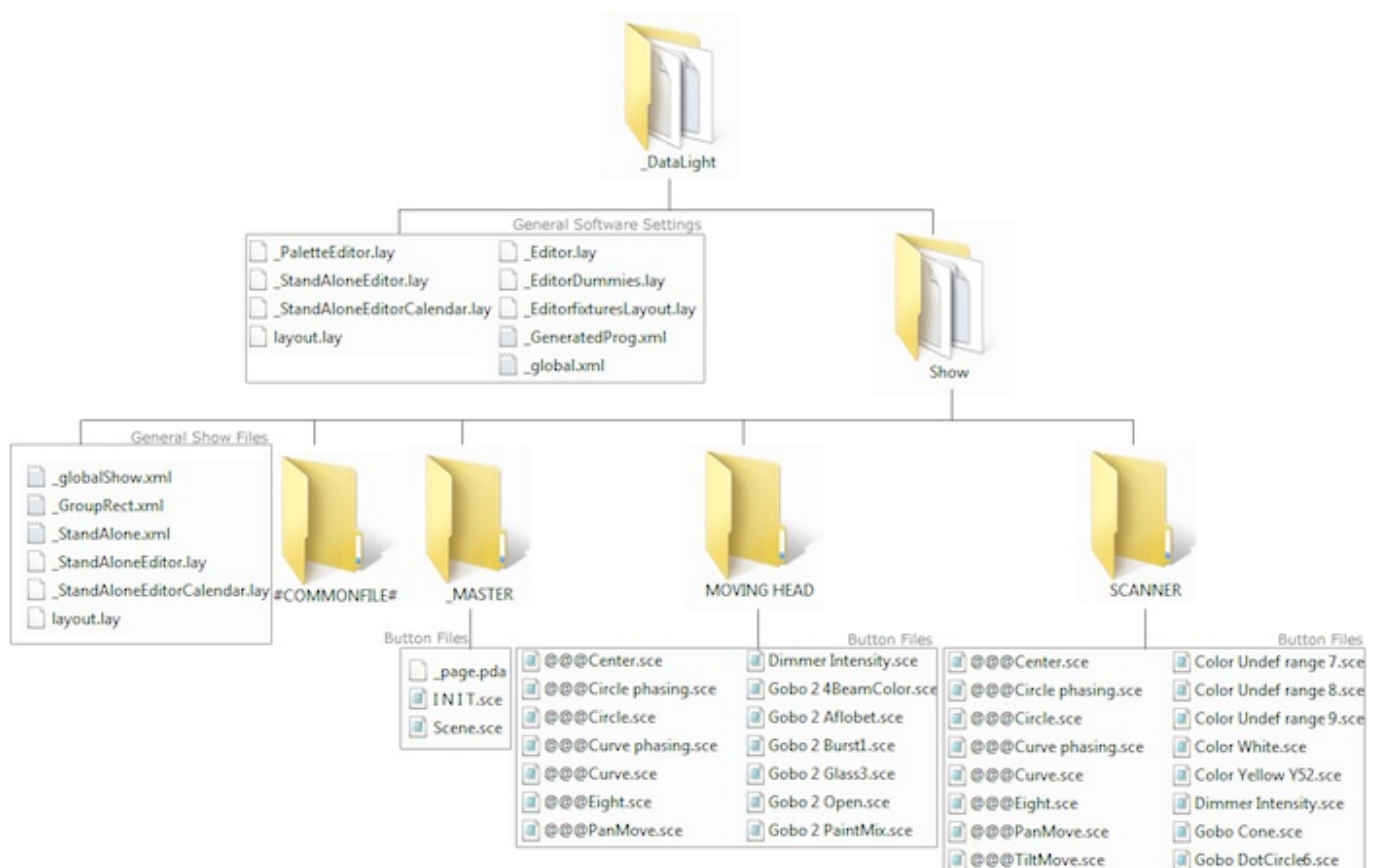 _DataLight
General Software Settings
_PaletteEditor.lay
_StandAloneEditor.lay
_StandAloneEditorCalendar.lay
layout.lay
_Editor.lay
_EditorDummies.lay
_EditorfixturesLayout.lay
_GeneratedProg.xml
_global.xml
Show
General Show Files
_globalShow.xml
_GroupRect.xml
_StandAlone.xml
_StandAloneEditor.lay
_StandAloneEditorCalendar.lay
layout.lay
#COMMONFILE#
_MASTER
MOVING HEAD
SCANNER
Button Files
_page.pda
I N I T.sce
Scene.sce
Button Files
@@@Center.sce
@@@Circle phasing.sce
@@@Circle.sce
@@@Curve phasing.sce
@@@Curve.sce
@@@Eight.sce
@@@PanMove.sce
Dimmer Intensity.sce
Gobo 2 4BeamColor.sce
Gobo 2 Aflobet.sce
Gobo 2 Burst1.sce
Gobo 2 Glass3.sce
Gobo 2 Open.sce
Gobo 2 PaintMix.sce
Button Files
@@@Center.sce
@@@Circle phasing.sce
@@@Circle.sce
@@@Curve phasing.sce
@@@Curve.sce
@@@Eight.sce
@@@PanMove.sce
@@@TiltMove.sce
Color Undef range 7.sce
Color Undef range 8.sce
Color Undef range 9.sce
Color White.sce
Color Yellow Y52.sce
Dimmer Intensity.sce
Gobo Cone.sce
Gobo DotCircle6.sce